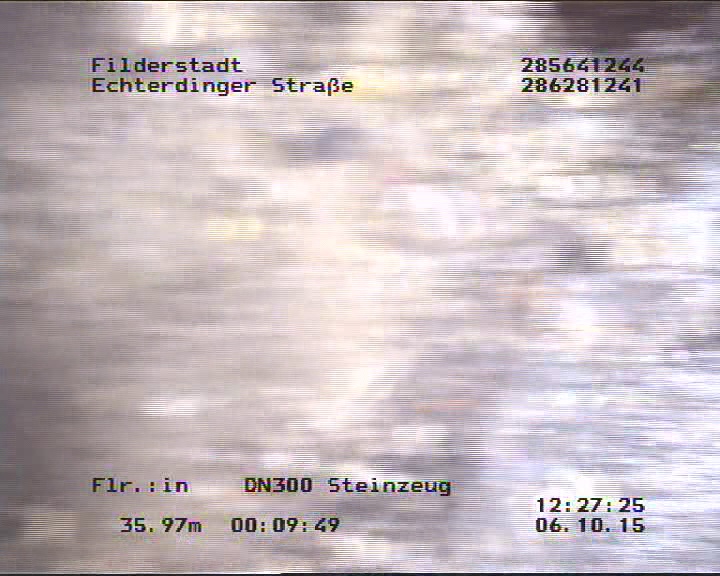 Filderstadt 285641244
Echterdinger Straße 286281241
Flr.:in DN300 Steinzeug
12:27:25
35.97m 00:09:49 06.10.15